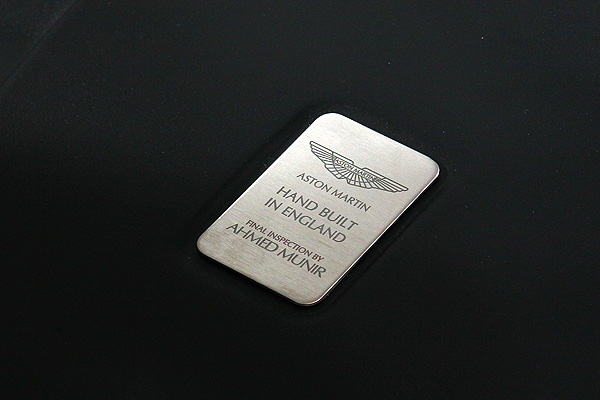 ASTON MARTIN
ASTON MARTIN
HAND BUILT
IN ENGLAND
FINAL INSPECTION BY
AHMED MUNIR